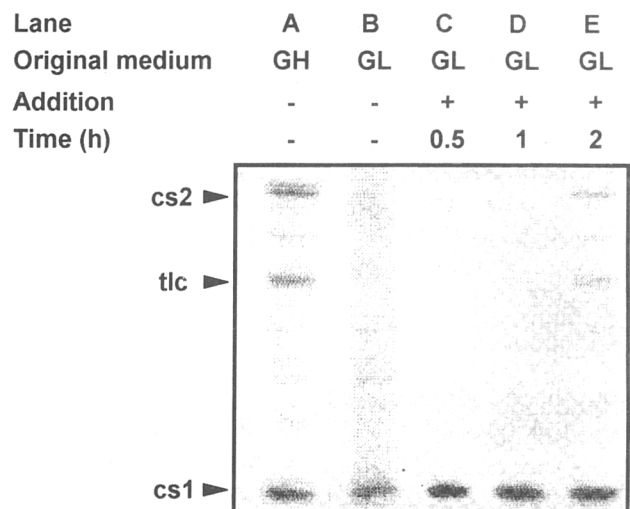 Lane A B C D E
Original medium GH GL GL GL GL
Addition - - + + +
Time (h) - - 0.5 1 2
cs2
tlc
cs1